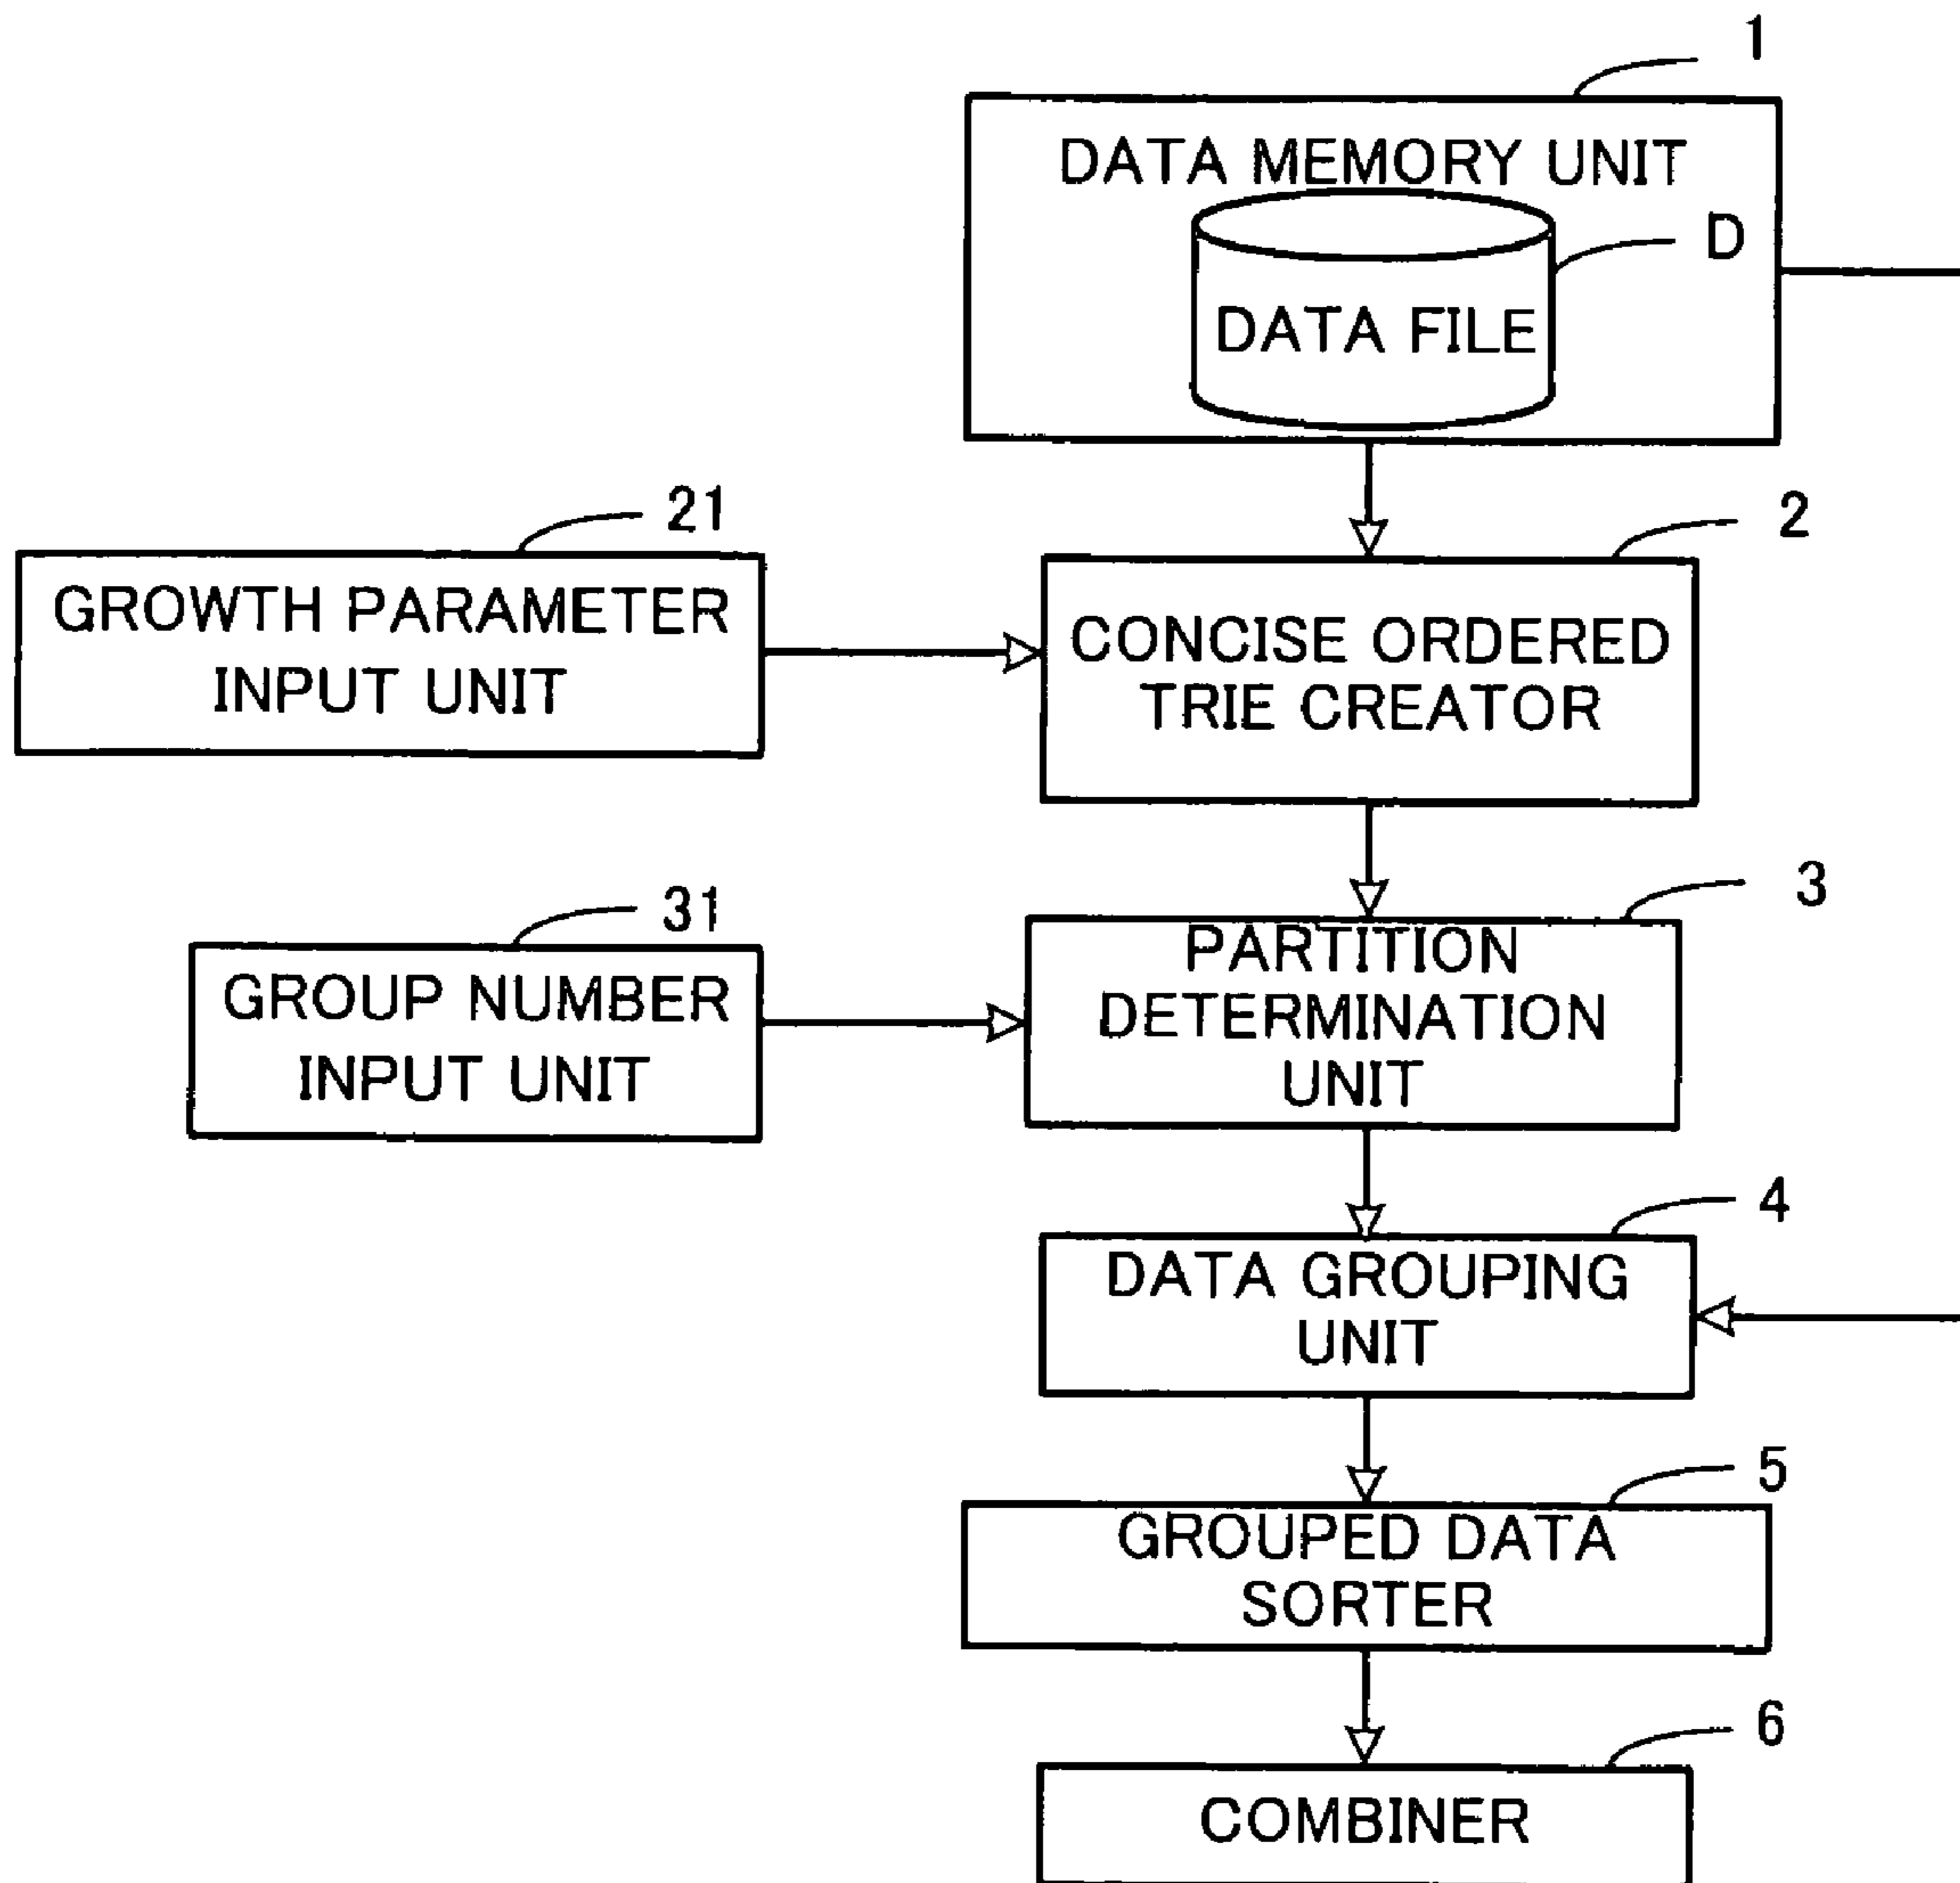 1
DATA MEMORY UNIT
D
DATA FILE
21
2
GROWTH PARAMETER
INPUT UNIT
CONCISE ORDERED
TRIE CREATOR
31
3
GROUP NUMBER
INPUT UNIT
PARTITION
DETERMINATION
UNIT
4
DATA GROUPING
UNIT
5
GROUPED DATA
SORTER
6
COMBINER